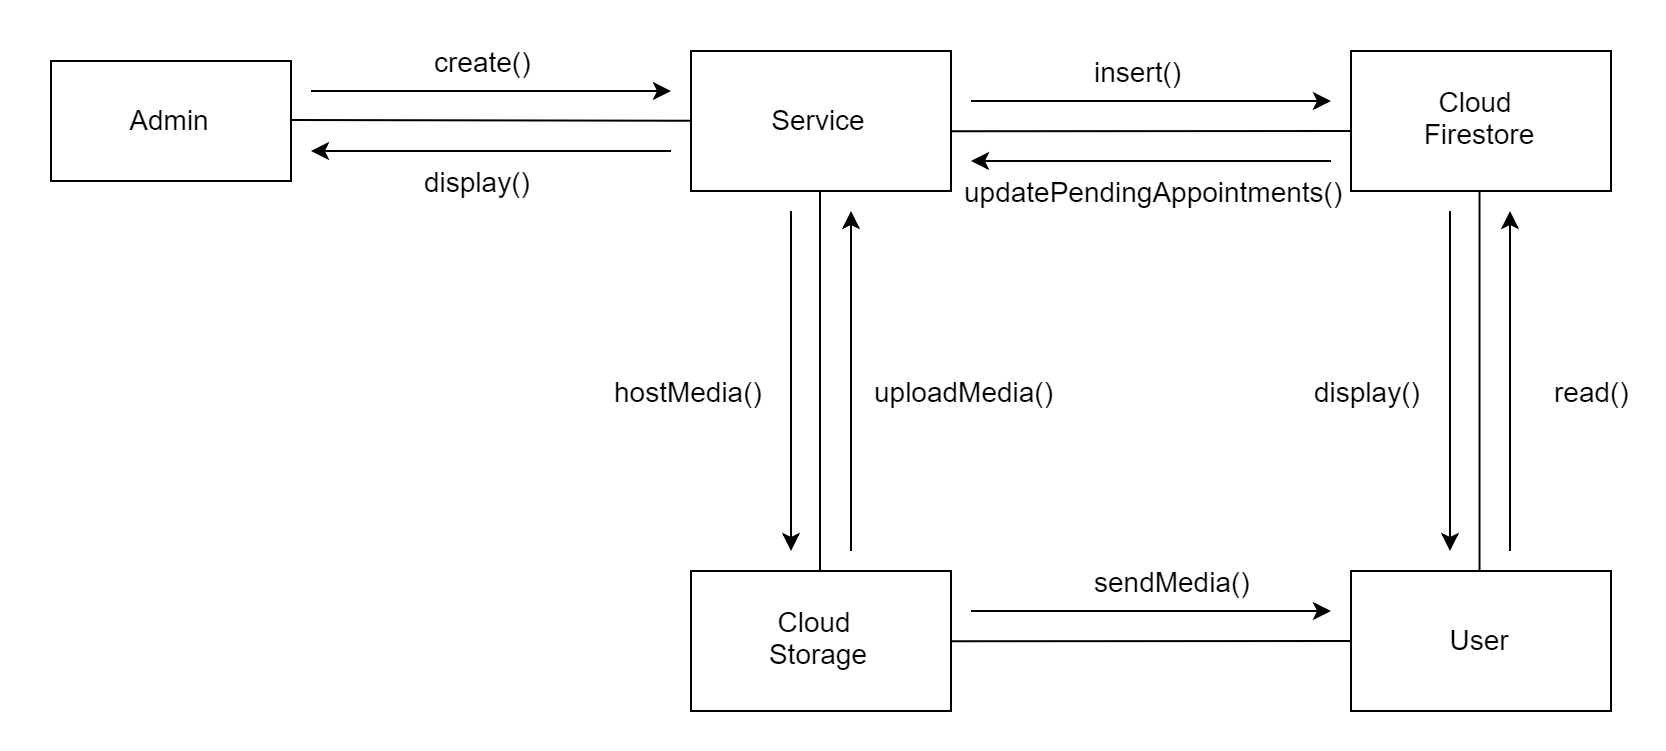 create()
insert()
Admin
Service
Cloud
Firestore
display()
updatePendingAppointments()
hostMedia()
uploadMedia()
display()
read()
sendMedia()
Cloud
Storage
User